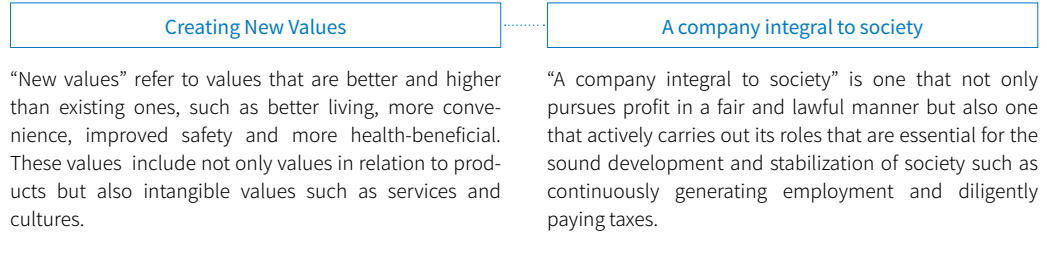 Creating New Values
“New values” refer to values that are better and higher
than existing ones, such as better living, more conve-
nience, improved safety and more health-beneficial.
These values include not only values in relation to prod-
ucts but also intangible values such as services and
cultures.
A company integral to society
“A company integral to society” is one that not only
pursues profit in a fair and lawful manner but also one
that actively carries out its roles that are essential for the
sound development and stabilization of society such as
continuously generating employment and diligently
paying taxes.